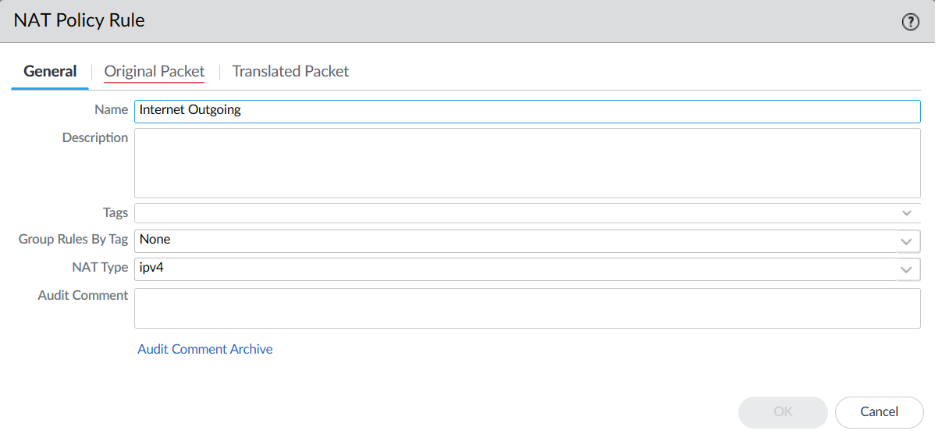 NAT Policy Rule
?
General
Original Packet
Translated Packet
Name
Internet Outgoing
Description
Tags
Group Rules By Tag
None
NAT Type
ipv4
Audit Comment
Audit Comment Archive
OK
Cancel